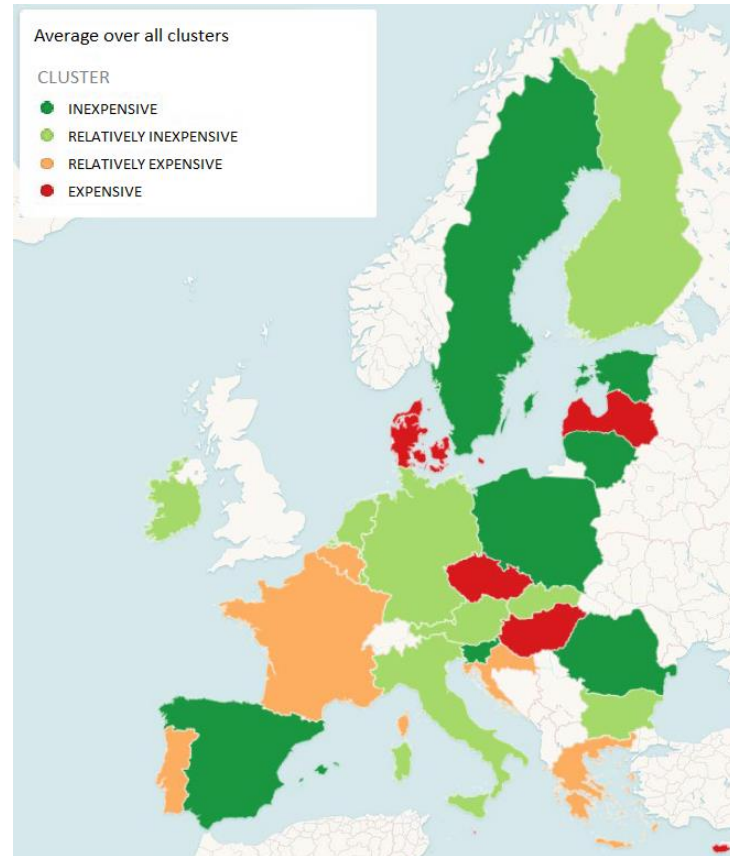 Average over all clusters
CLUSTER
INEXPENSIVE
RELATIVELY INEXPENSIVE
RELATIVELY EXPENSIVE
EXPENSIVE